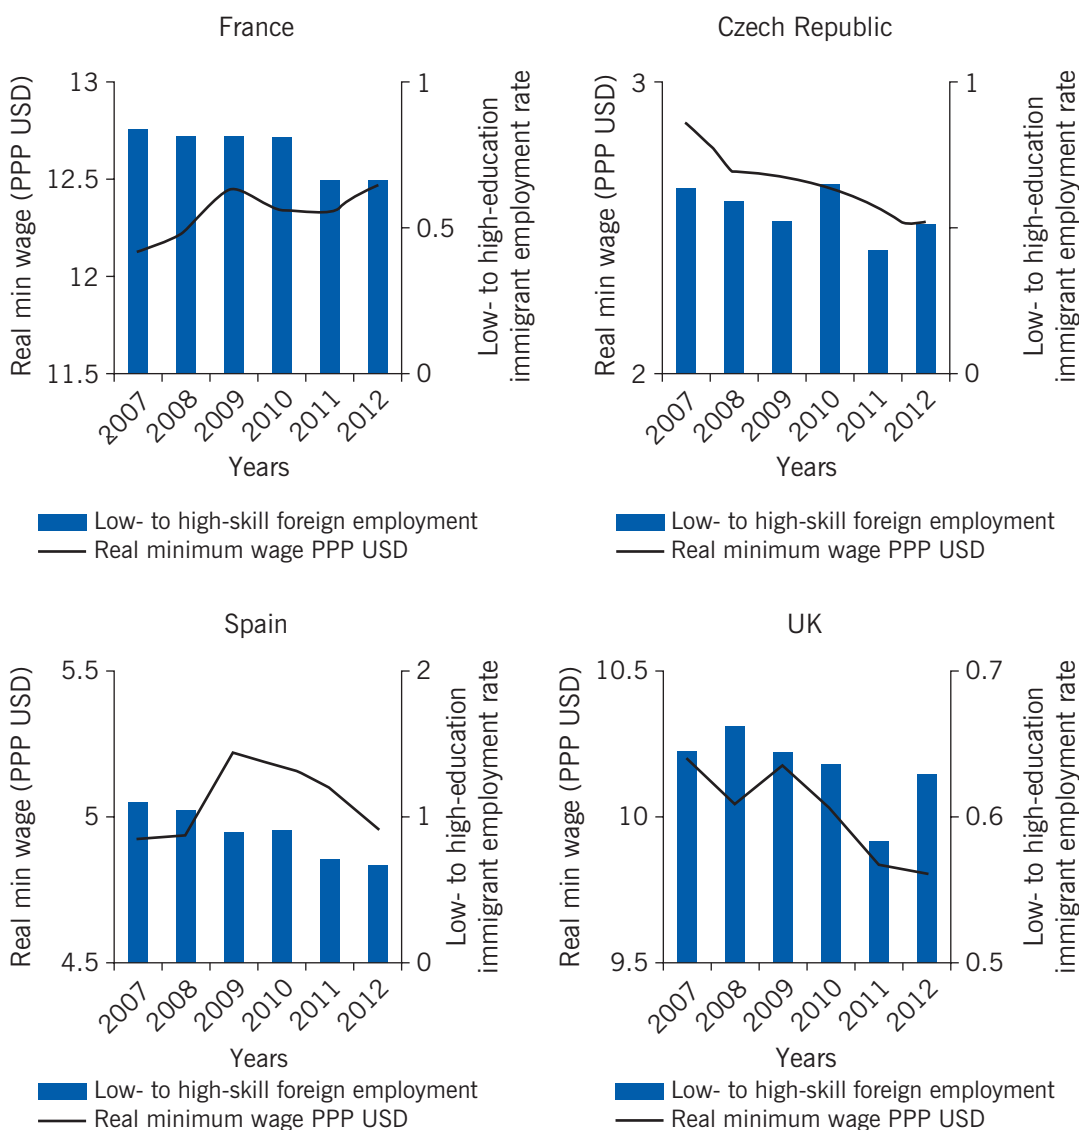 France
Real min wage (PPP USD)
13
12.5
12
11.5
1
0.5
0
Low- to high-education
immigrant employment rate
2007
2008
2009
2010
2011
2012
Years
Low- to high-skill foreign employment
Real minimum wage PPP USD
Czech Republic
Real min wage (PPP USD)
3
2
1
0
Low- to high-education
immigrant employment rate
2007
2008
2009
2010
2011
2012
Years
Low- to high-skill foreign employment
Real minimum wage PPP USD
Spain
Real min wage (PPP USD)
5.5
5
4.5
2
1
0
Low- to high-education
immigrant employment rate
2007
2008
2009
2010
2011
2012
Years
Low- to high-skill foreign employment
Real minimum wage PPP USD
UK
Real min wage (PPP USD)
10.5
10
9.5
0.7
0.6
0.5
Low- to high-education
immigrant employment rate
2007
2008
2009
2010
2011
2012
Years
Low- to high-skill foreign employment
Real minimum wage PPP USD